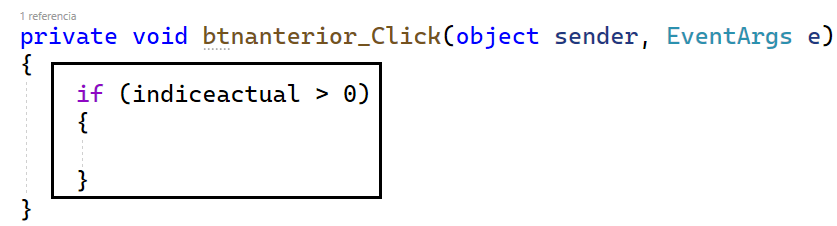 1 referencia
private void btnanterior_Click(object sender, EventArgs e)
{
if (indiceactual > 0)
{
}
}